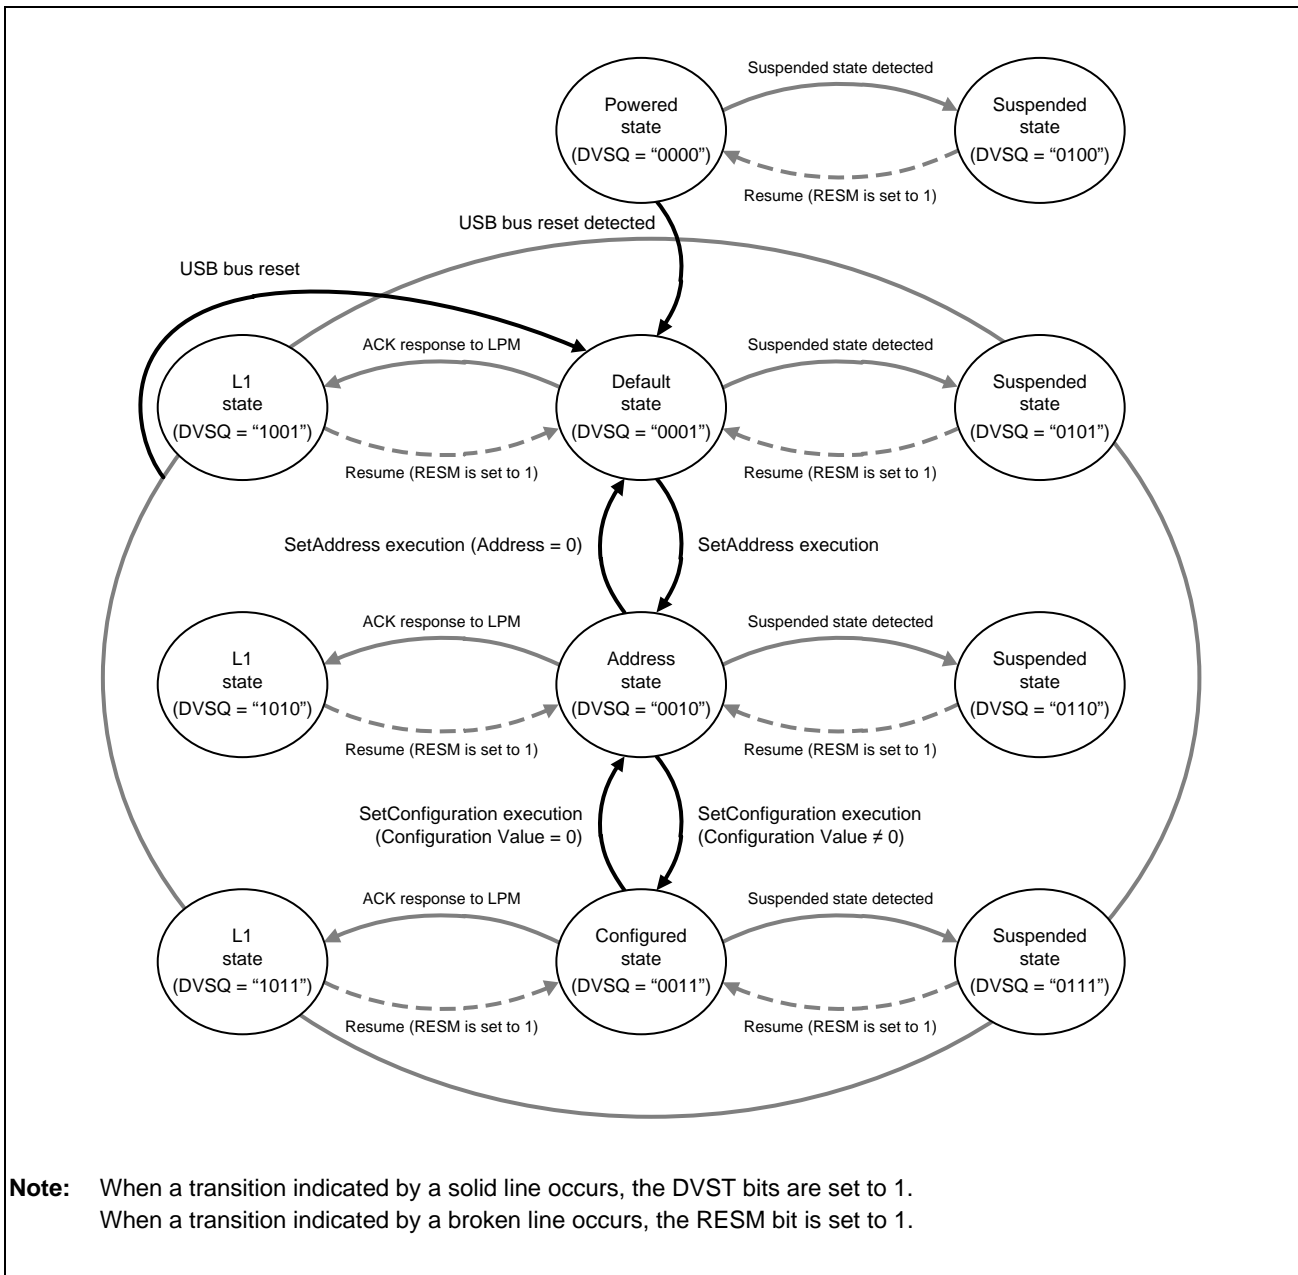 Suspended state detected
Powered
state
(DVSQ = “0000”)
Suspended
state
(DVSQ = “0100”)
Resume (RESM is set to 1)
USB bus reset detected
USB bus reset
ACK response to LPM
Suspended state detected
L1
state
(DVSQ = “1001”)
Default
state
(DVSQ = “0001”)
Suspended
state
(DVSQ = “0101”)
Resume (RESM is set to 1)
Resume (RESM is set to 1)
SetAddress execution (Address = 0)
SetAddress execution
ACK response to LPM
Suspended state detected
L1
state
(DVSQ = “1010”)
Address
state
(DVSQ = “0010”)
Suspended
state
(DVSQ = “0110”)
Resume (RESM is set to 1)
Resume (RESM is set to 1)
SetConfiguration execution
(Configuration Value = 0)
SetConfiguration execution
(Configuration Value ≠ 0)
ACK response to LPM
Suspended state detected
L1
state
(DVSQ = “1011”)
Configured
state
(DVSQ = “0011”)
Suspended
state
(DVSQ = “0111”)
Resume (RESM is set to 1)
Resume (RESM is set to 1)
Note: When a transition indicated by a solid line occurs, the DVST bits are set to 1.
When a transition indicated by a broken line occurs, the RESM bit is set to 1.